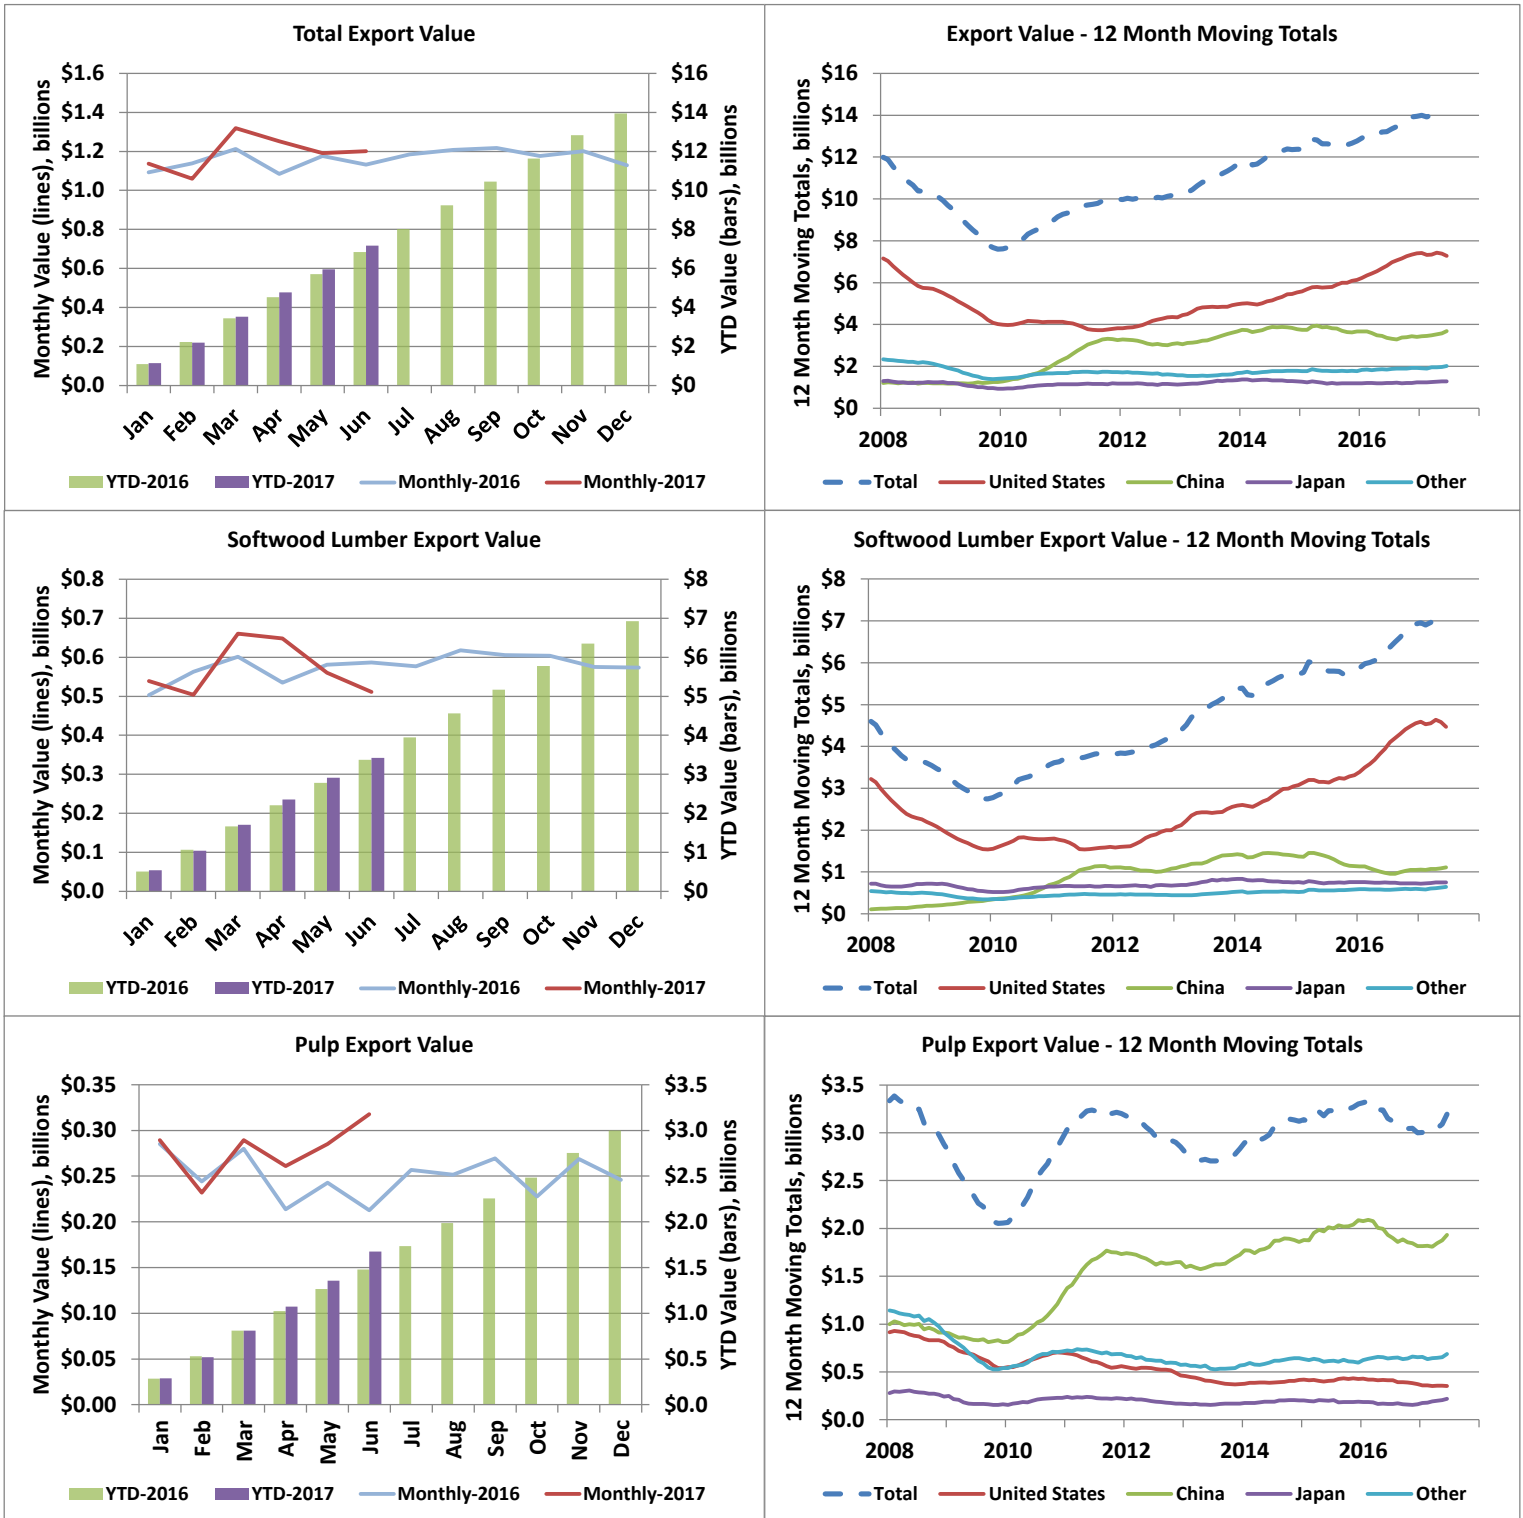 Total Export Value
Monthly Value (lines), billions
$1.6
$1.4
$1.2
$1.0
$0.8
$0.6
$0.4
$0.2
$0.0
$16
$14
$12
$10
$8
$6
$4
$2
$0
YTD Value (bars), billions
Jan Feb Mar Apr May Jun Jul Aug Sep Oct Nov Dec
YTD-2016 YTD-2017 Monthly-2016 Monthly-2017
Export Value - 12 Month Moving Totals
12 Month Moving Totals, billions
$16
$14
$12
$10
$8
$6
$4
$2
$0
2008 2010 2012 2014 2016
Total United States China Japan Other
Softwood Lumber Export Value
Monthly Value (lines), billions
$0.8
$0.7
$0.6
$0.5
$0.4
$0.3
$0.2
$0.1
$0.0
$8
$7
$6
$5
$4
$3
$2
$1
$0
YTD Value (bars), billions
Jan Feb Mar Apr May Jun Jul Aug Sep Oct Nov Dec
YTD-2016 YTD-2017 Monthly-2016 Monthly-2017
Softwood Lumber Export Value - 12 Month Moving Totals
12 Month Moving Totals, billions
$8
$7
$6
$5
$4
$3
$2
$1
$0
2008 2010 2012 2014 2016
Total United States China Japan Other
Pulp Export Value
Monthly Value (lines), billions
$0.35
$0.30
$0.25
$0.20
$0.15
$0.10
$0.05
$0.00
$3.5
$3.0
$2.5
$2.0
$1.5
$1.0
$0.5
$0.0
YTD Value (bars), billions
Jan Feb Mar Apr May Jun Jul Aug Sep Oct Nov Dec
YTD-2016 YTD-2017 Monthly-2016 Monthly-2017
Pulp Export Value - 12 Month Moving Totals
12 Month Moving Totals, billions
$3.5
$3.0
$2.5
$2.0
$1.5
$1.0
$0.5
$0.0
2008 2010 2012 2014 2016
Total United States China Japan Other